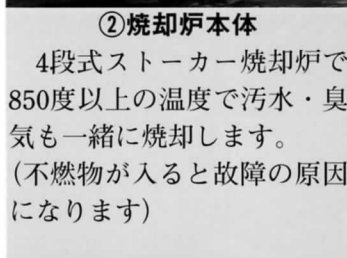 ②焼却炉本体
4段式ストーカー焼却炉で
850度以上の温度で汚水・臭
気も一緒に焼却します。
(不燃物が入ると故障の原因
になります)